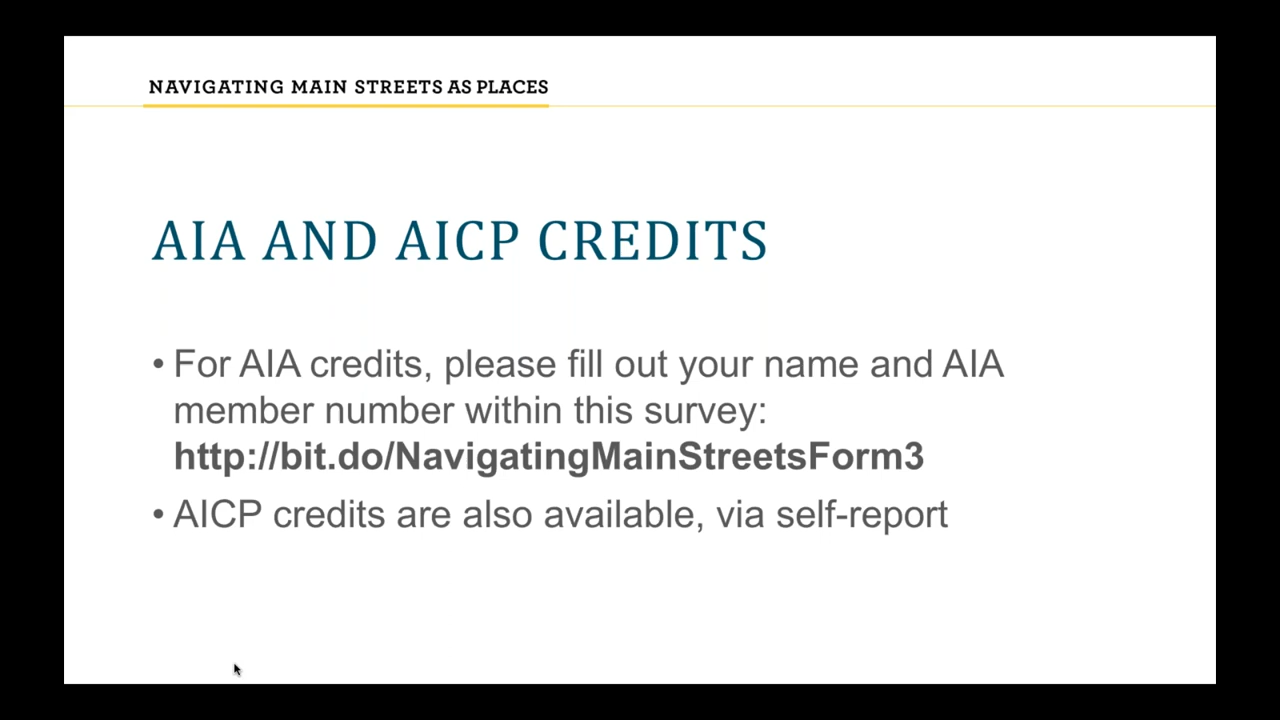 NAVIGATING MAIN STREETS AS PLACES
AIA AND AICP CREDITS
• For AIA credits, please fill out your name and AIA
member number within this survey:
http://bit.do/NavigatingMainStreetsForm3
• AICP credits are also available, via self-report